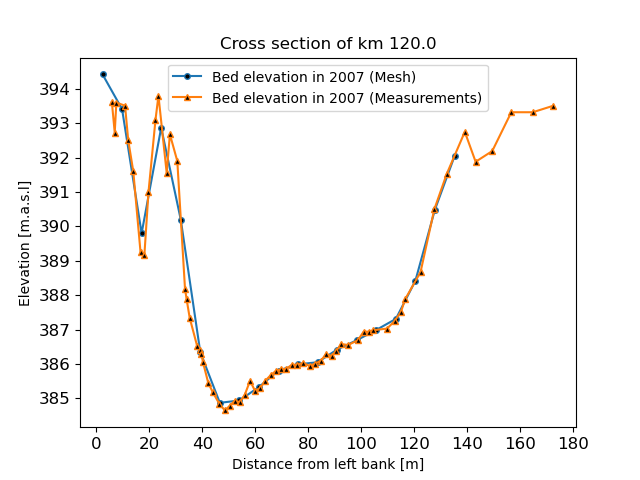 Cross section of km 120.0
Bed elevation in 2007 (Mesh)
Bed elevation in 2007 (Measurements)
Elevation [m.a.s.l]
394
393
392
391
390
389
388
387
386
385
0 20 40 60 80 100 120 140 160 180
Distance from left bank [m]